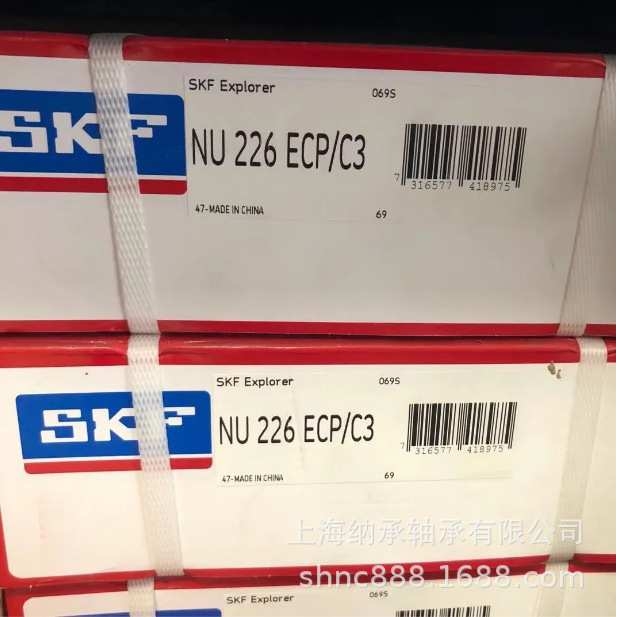 SKF Explorer 069S
SKF NU 226 ECP/C3
7 316577 418975
47-MADE IN CHINA 69
SKF Explorer 069S
SKF NU 226 ECP/C3
7 316577 418975
47-MADE IN CHINA 69
上海纳承轴承有限公司
shnc888.1688.com
SKF Explorer 069S